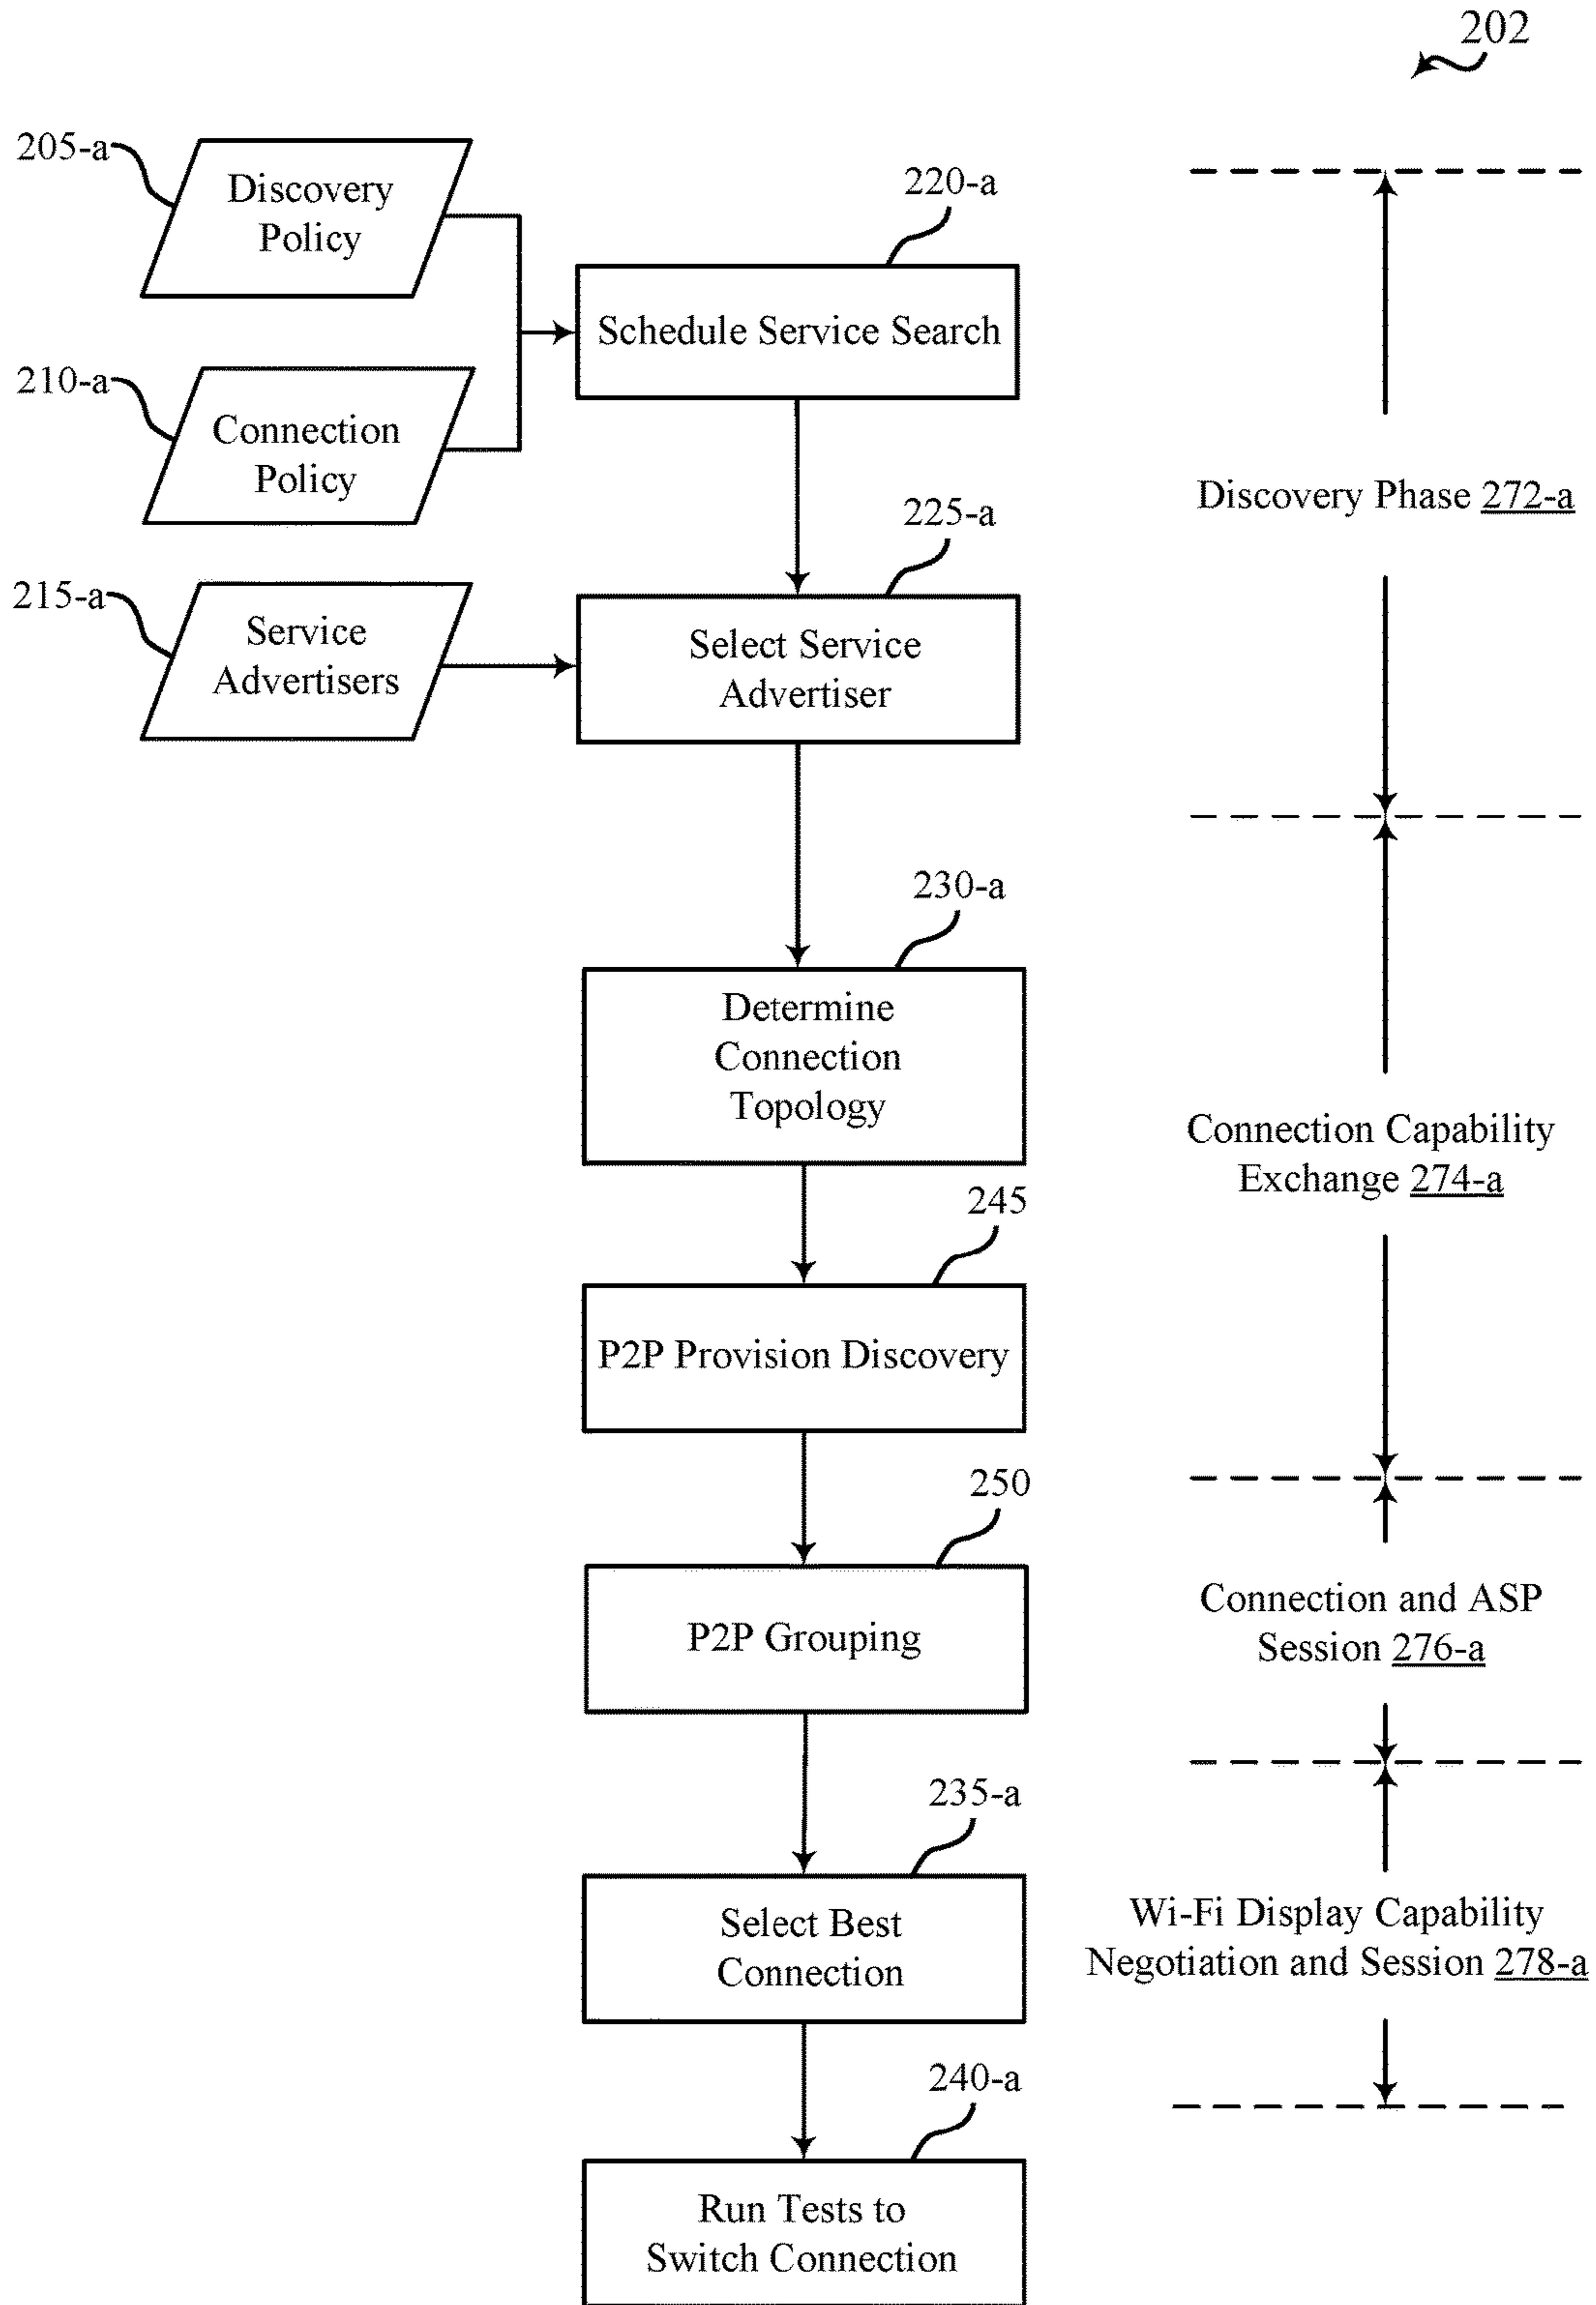 202
205-a
Discovery
Policy
220-a
Schedule Service Search
210-a
Connection
Policy
Discovery Phase 272-a
225-a
215-a
Service
Advertisers
Select Service
Advertiser
230-a
Determine
Connection
Topology
Connection Capability
Exchange 274-a
245
P2P Provision Discovery
250
P2P Grouping
Connection and ASP
Session 276-a
235-a
Select Best
Connection
Wi-Fi Display Capability
Negotiation and Session 278-a
240-a
Run Tests to
Switch Connection